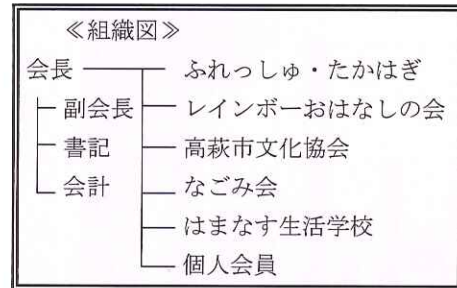 ≪組織図≫
会長 ふれっしゅ・たかはぎ
副会長 レインボーおはなしの会
書記 高萩市文化協会
会計 なごみ会
はまなす生活学校
個人会員